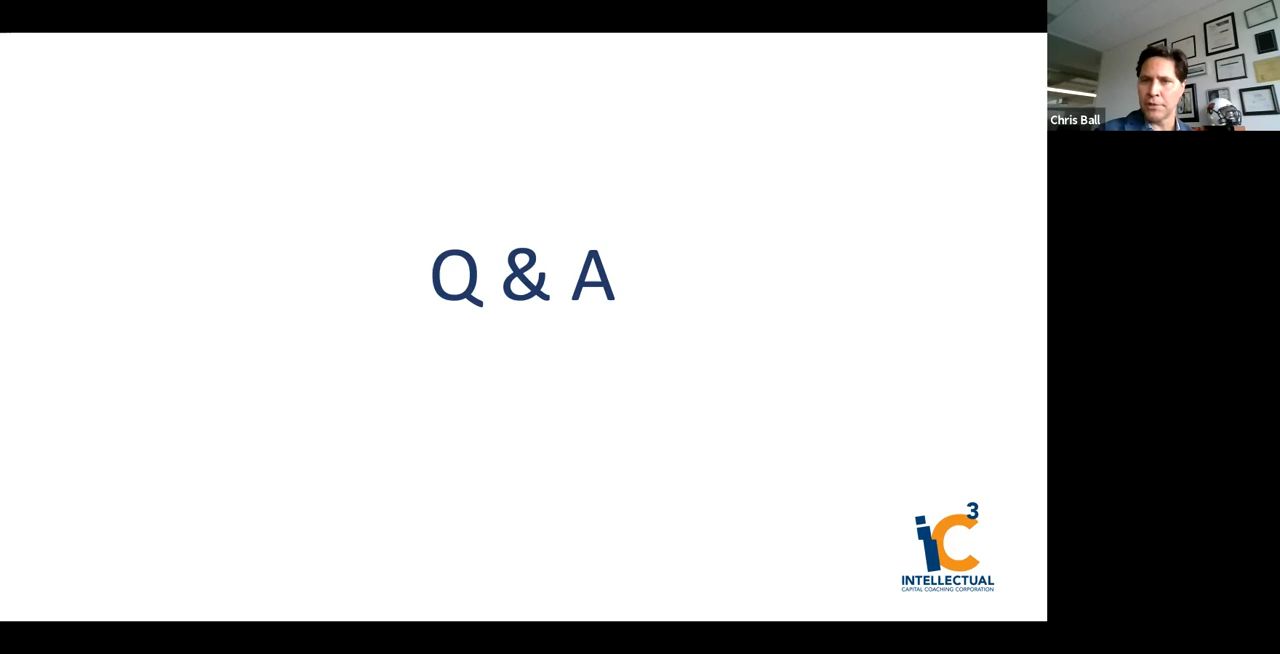 Chris Ball
Q & A
iC3
INTELLECTUAL
CAPITAL COACHING CORPORATION